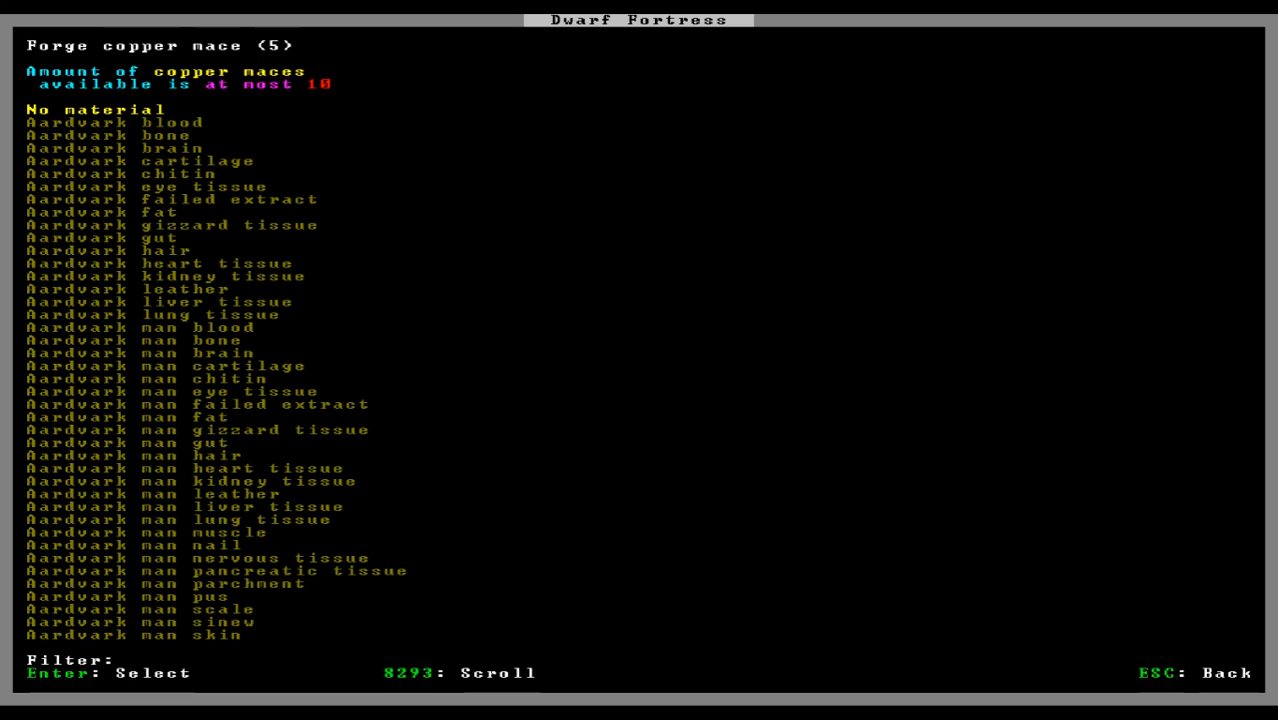 Dwarf Fortress
Forge copper mace (5)
Amount of copper maces
available is at most 10
No material
Aardvark blood
Aardvark bone
Aardvark brain
Aardvark cartilage
Aardvark chitin
Aardvark eye tissue
Aardvark failed extract
Aardvark fat
Aardvark gizzard tissue
Aardvark gut
Aardvark hair
Aardvark heart tissue
Aardvark kidney tissue
Aardvark leather
Aardvark liver tissue
Aardvark lung tissue
Aardvark man blood
Aardvark man bone
Aardvark man brain
Aardvark man cartilage
Aardvark man chitin
Aardvark man eye tissue
Aardvark man failed extract
Aardvark man fat
Aardvark man gizzard tissue
Aardvark man gut
Aardvark man hair
Aardvark man heart tissue
Aardvark man kidney tissue
Aardvark man leather
Aardvark man liver tissue
Aardvark man lung tissue
Aardvark man muscle
Aardvark man nail
Aardvark man nervous tissue
Aardvark man pancreatic tissue
Aardvark man parchment
Aardvark man pus
Aardvark man scale
Aardvark man sinew
Aardvark man skin
Filter:
Enter: Select 8293: Scroll ESC: Back